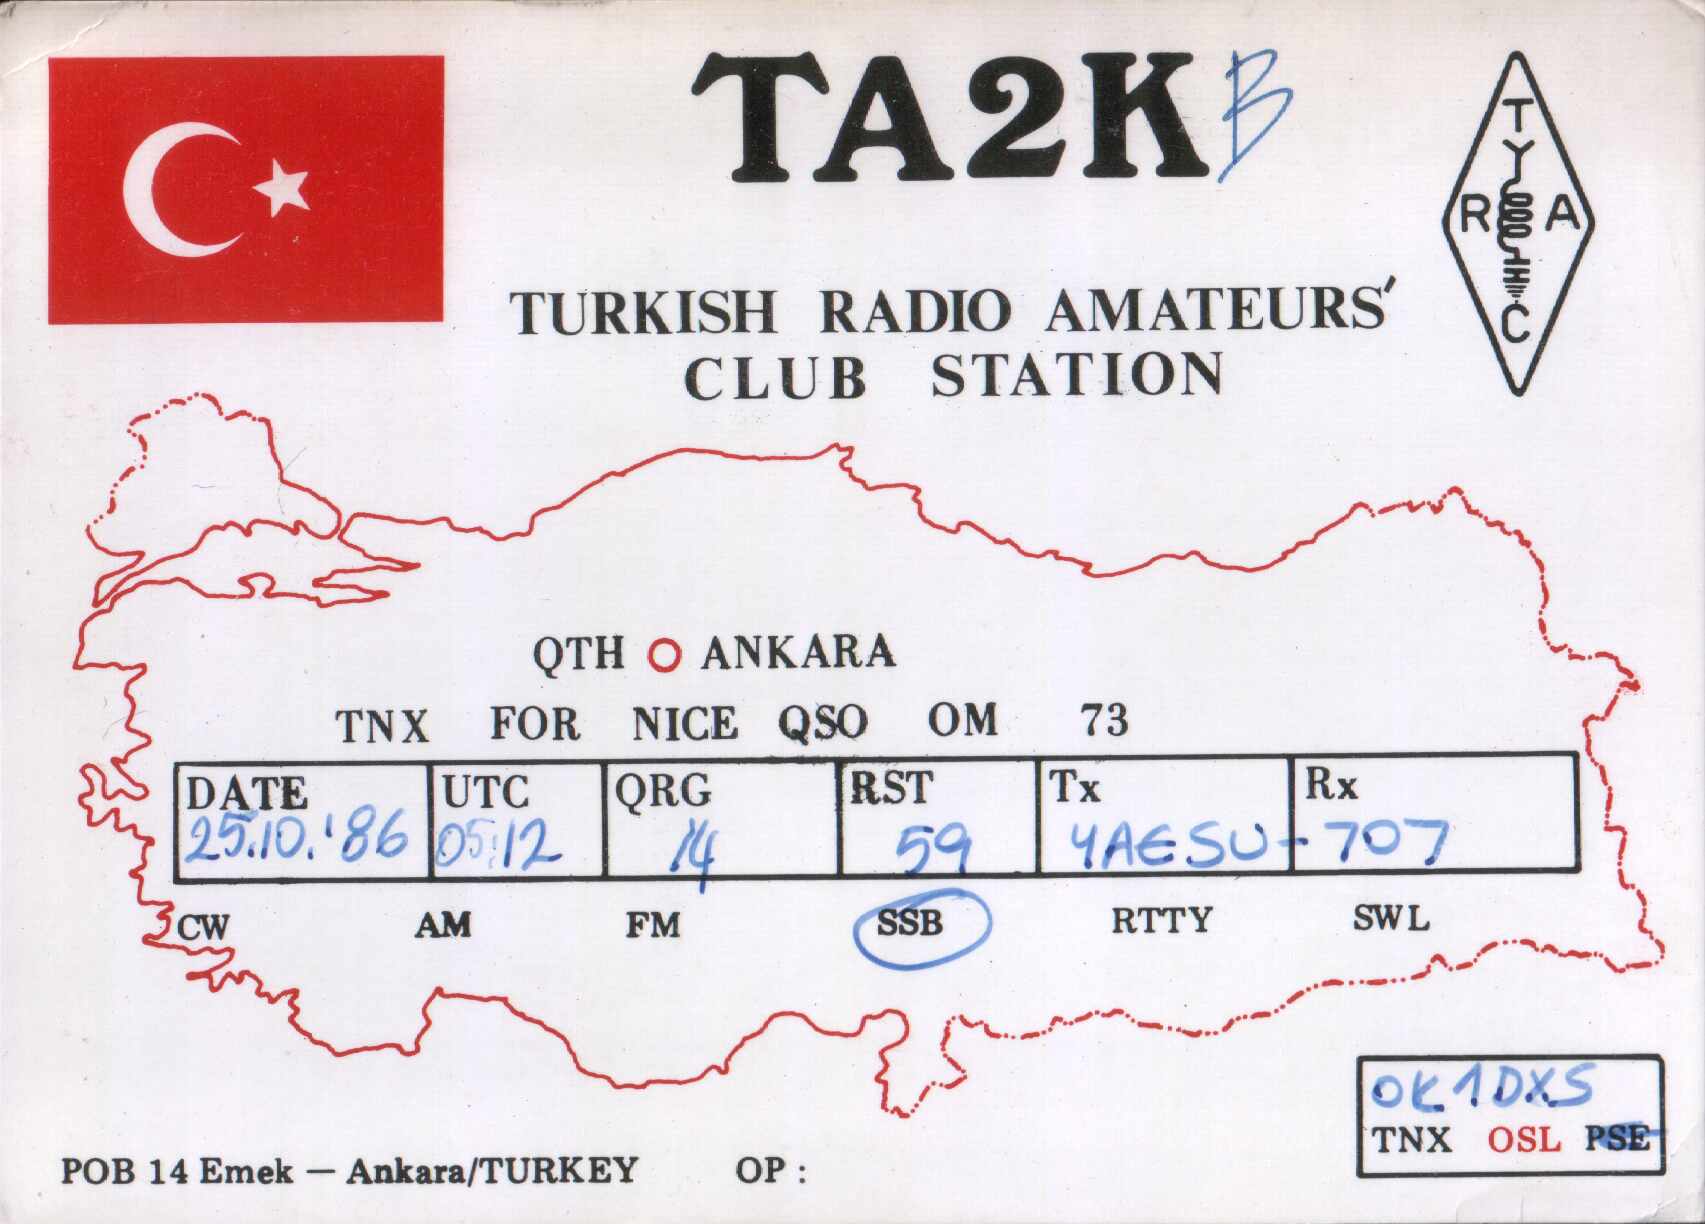 TA2KB
T
Y
R A
C
TURKISH RADIO AMATEURS'
CLUB STATION
QTH ANKARA
TNX FOR NICE QSO OM 73
DATE UTC QRG RST Tx Rx
25.10.'86 05:12 14 59 YAESU-707
CW AM FM SSB RTTY SWL
OK1DXS
TNX QSL PSE
POB 14 Emek — Ankara/TURKEY OP :